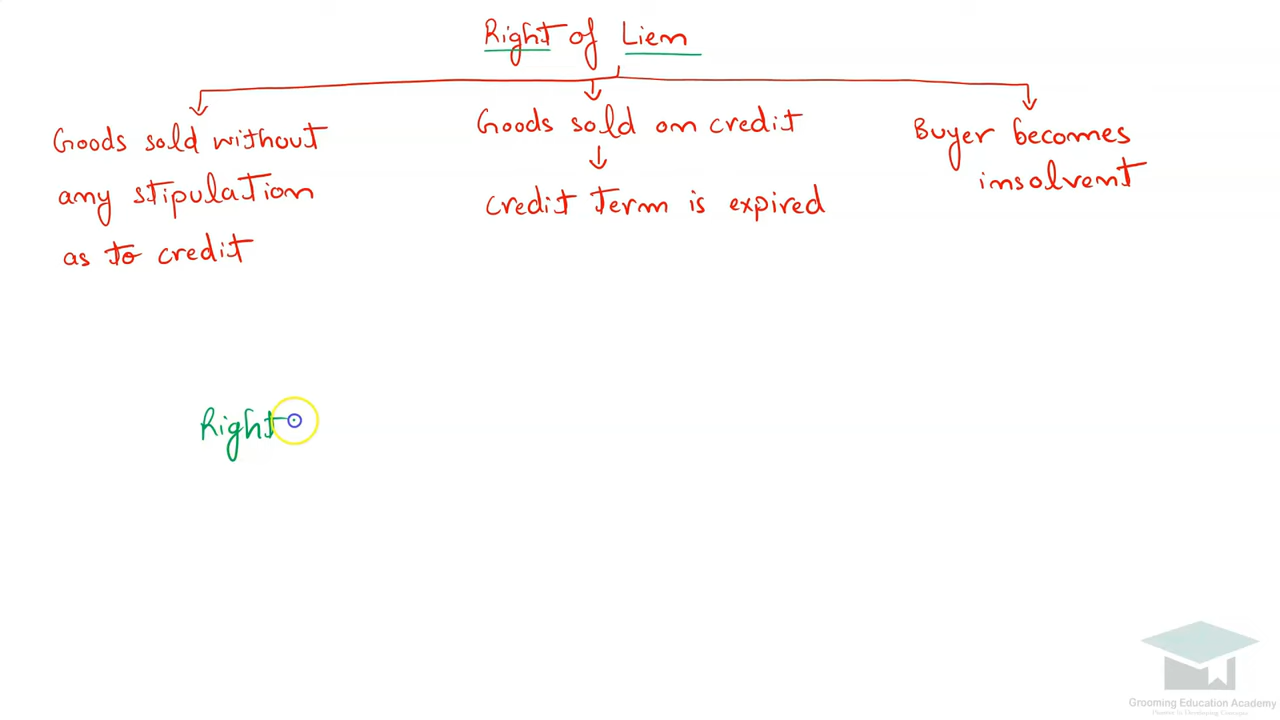 Right of Lien
Goods sold without
any stipulation
as to credit
Goods sold on credit
credit term is expired
Buyer becomes
insolvent
Right
Grooming Education Academy